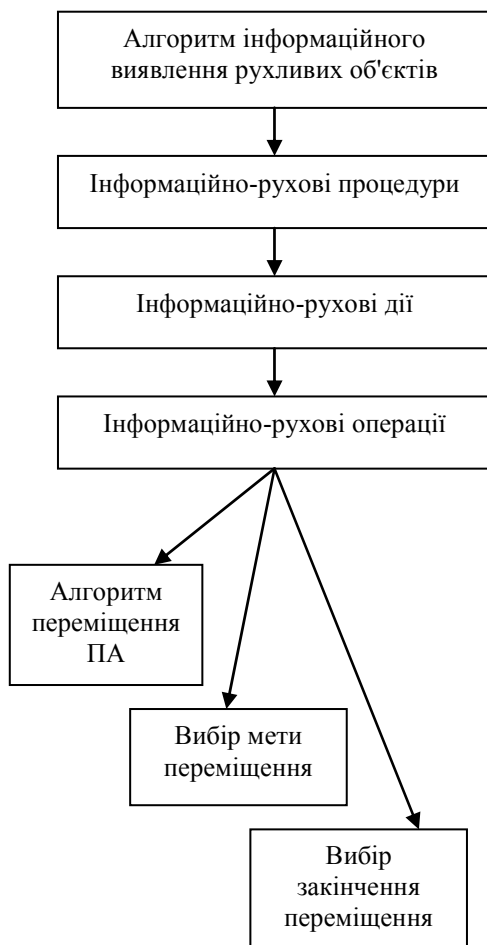 Алгоритм інформаційного
виявлення рухливих об'єктів
Інформаційно-рухові процедури
Інформаційно-рухові дії
Інформаційно-рухові операції
Алгоритм
переміщення
ПА
Вибір мети
переміщення
Вибір
закінчення
переміщення